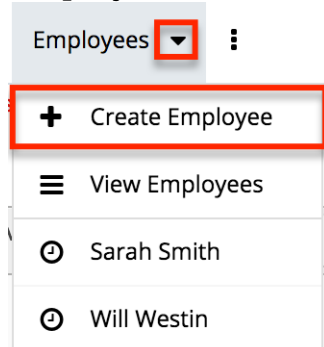 Employees
Create Employee
View Employees
Sarah Smith
Will Westin